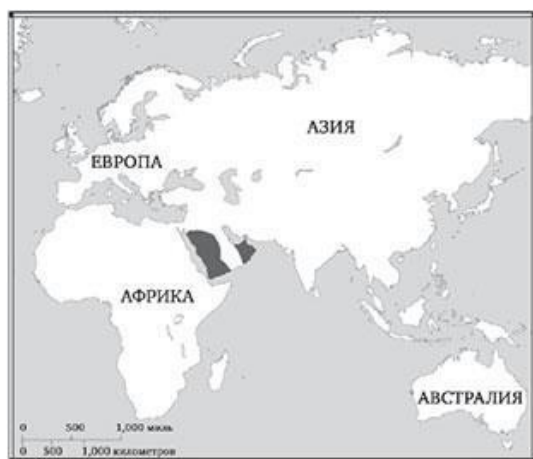 АЗИЯ
ЕВРОПА
АФРИКА
АВСТРАЛИЯ
0 500 1,000 миль
0 500 1,000 километров